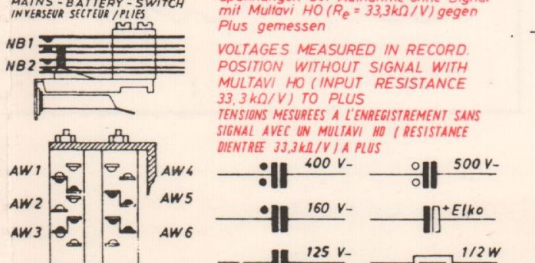 MAINS - BATTERY - SWITCH
INVERSEUR SECTEUR / PLIES
NB1
NB2
AW1
AW2
AW3
AW4
AW5
AW6
mit Multavi HO (Re = 33,3kΩ/V) gegen
Plus gemessen
VOLTAGES MEASURED IN RECORD.
POSITION WITHOUT SIGNAL WITH
MULTAVI HO (INPUT RESISTANCE
33,3 kΩ/V) TO PLUS
TENSIONS MESUREES A L'ENREGISTREMENT SANS
SIGNAL AVEC UN MULTAVI HO (RESISTANCE
DIENTREE 33,3kΩ/V) A PLUS
400 V-
500 V-
160 V-
+Elko
125 V-
1/2 W